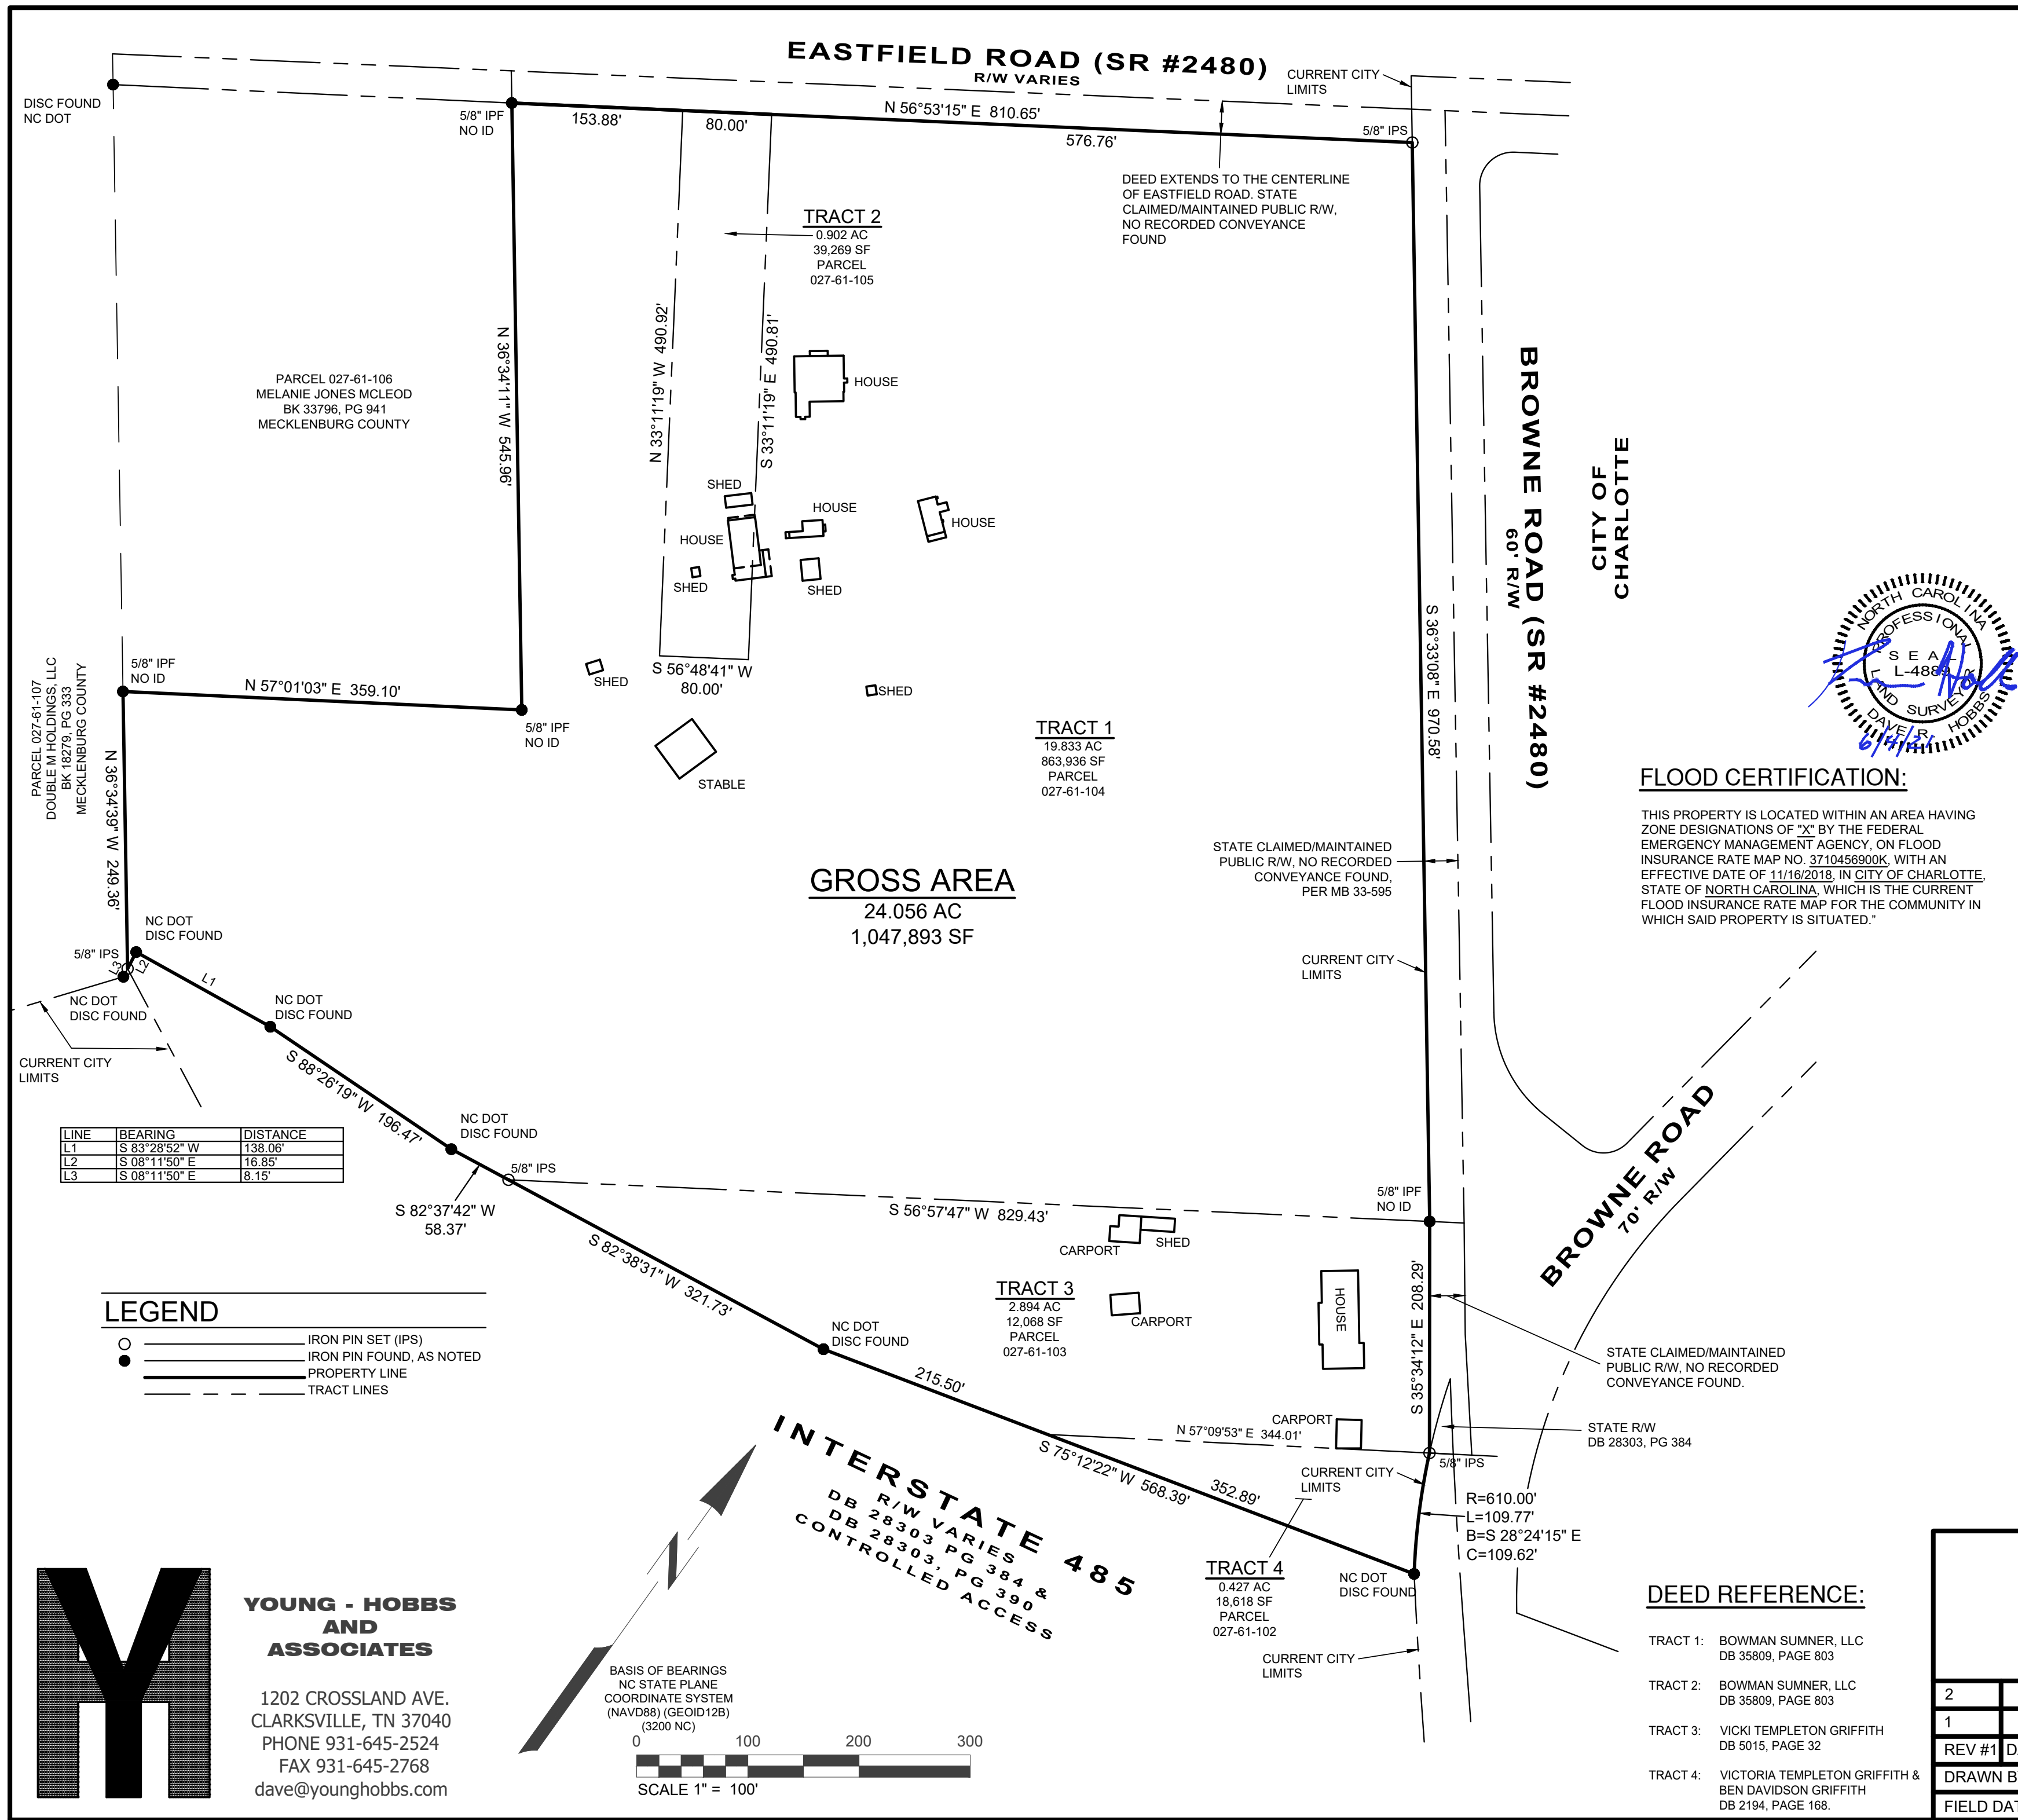 EASTFIELD ROAD (SR #2480)
R/W VARIES
CURRENT CITY
LIMITS
DISC FOUND
NC DOT
5/8" IPF
NO ID
153.88'
80.00'
N 56°53'15" E 810.65'
576.76'
5/8" IPS
DEED EXTENDS TO THE CENTERLINE
OF EASTFIELD ROAD. STATE
CLAIMED/MAINTAINED PUBLIC R/W,
NO RECORDED CONVEYANCE
FOUND
TRACT 2
0.902 AC
39,269 SF
PARCEL
027-61-105
N 36°34'11" W 545.96'
N 33°11'19" W 490.92'
S 33°11'19" E 490.81'
PARCEL 027-61-106
MELANIE JONES MCLEOD
BK 33796, PG 941
MECKLENBURG COUNTY
HOUSE
SHED
HOUSE
HOUSE
HOUSE
SHED
SHED
BROWNE ROAD (SR #2480)
60' R/W
CITY OF
CHARLOTTE
S 36°33'08" E 970.58'
NORTH CAROLINA
PROFESSIONAL
SEAL
L-4889
LAND SURVEYOR
DAVE R. HOBBS
6/4/21
PARCEL 027-61-107
DOUBLE M HOLDINGS, LLC
BK 18279, PG 333
MECKLENBURG COUNTY
5/8" IPF
NO ID
N 57°01'03" E 359.10'
5/8" IPF
NO ID
SHED
S 56°48'41" W
80.00'
SHED
STABLE
TRACT 1
19.833 AC
863,936 SF
PARCEL
027-61-104
FLOOD CERTIFICATION:
THIS PROPERTY IS LOCATED WITHIN AN AREA HAVING
ZONE DESIGNATIONS OF "X" BY THE FEDERAL
EMERGENCY MANAGEMENT AGENCY, ON FLOOD
INSURANCE RATE MAP NO. 3710456900K, WITH AN
EFFECTIVE DATE OF 11/16/2018, IN CITY OF CHARLOTTE,
STATE OF NORTH CAROLINA, WHICH IS THE CURRENT
FLOOD INSURANCE RATE MAP FOR THE COMMUNITY IN
WHICH SAID PROPERTY IS SITUATED."
N 36°34'39" W 249.36'
STATE CLAIMED/MAINTAINED
PUBLIC R/W, NO RECORDED
CONVEYANCE FOUND,
PER MB 33-595
GROSS AREA
24.056 AC
1,047,893 SF
CURRENT CITY
LIMITS
NC DOT
DISC FOUND
5/8" IPS
L3
L2
L1
NC DOT
DISC FOUND
NC DOT
DISC FOUND
CURRENT CITY
LIMITS
S 88°26'19" W 196.47'
NC DOT
DISC FOUND
LINE BEARING DISTANCE
L1 S 83°28'52" W 138.06'
L2 S 08°11'50" E 16.85'
L3 S 08°11'50" E 8.15'
5/8" IPS
S 82°37'42" W
58.37'
S 56°57'47" W 829.43'
5/8" IPF
NO ID
CARPORT
SHED
S 82°38'31" W 321.73'
TRACT 3
2.894 AC
12,068 SF
PARCEL
027-61-103
CARPORT
HOUSE
S 35°34'12" E 208.29'
BROWNE ROAD
70' R/W
LEGEND
IRON PIN SET (IPS)
IRON PIN FOUND, AS NOTED
PROPERTY LINE
TRACT LINES
NC DOT
DISC FOUND
STATE CLAIMED/MAINTAINED
PUBLIC R/W, NO RECORDED
CONVEYANCE FOUND.
215.50'
CARPORT
N 57°09'53" E 344.01'
STATE R/W
DB 28303, PG 384
5/8" IPS
S 75°12'22" W 568.39'
352.89'
CURRENT CITY
LIMITS
R=610.00'
L=109.77'
B=S 28°24'15" E
C=109.62'
INTERSTATE 485
R/W VARIES
DB 28303 PG 384 &
DB 28303, PG 390
CONTROLLED ACCESS
TRACT 4
0.427 AC
18,618 SF
PARCEL
027-61-102
NC DOT
DISC FOUND
CURRENT CITY
LIMITS
N
YH
YOUNG - HOBBS
AND
ASSOCIATES
1202 CROSSLAND AVE.
CLARKSVILLE, TN 37040
PHONE 931-645-2524
FAX 931-645-2768
dave@younghobbs.com
BASIS OF BEARINGS
NC STATE PLANE
COORDINATE SYSTEM
(NAVD88) (GEOID12B)
(3200 NC)
0 100 200 300
SCALE 1" = 100'
DEED REFERENCE:
TRACT 1: BOWMAN SUMNER, LLC
DB 35809, PAGE 803
TRACT 2: BOWMAN SUMNER, LLC
DB 35809, PAGE 803
TRACT 3: VICKI TEMPLETON GRIFFITH
DB 5015, PAGE 32
TRACT 4: VICTORIA TEMPLETON GRIFFITH &
BEN DAVIDSON GRIFFITH
DB 2194, PAGE 168.
2
1
REV #1
DRAWN B
FIELD DAT